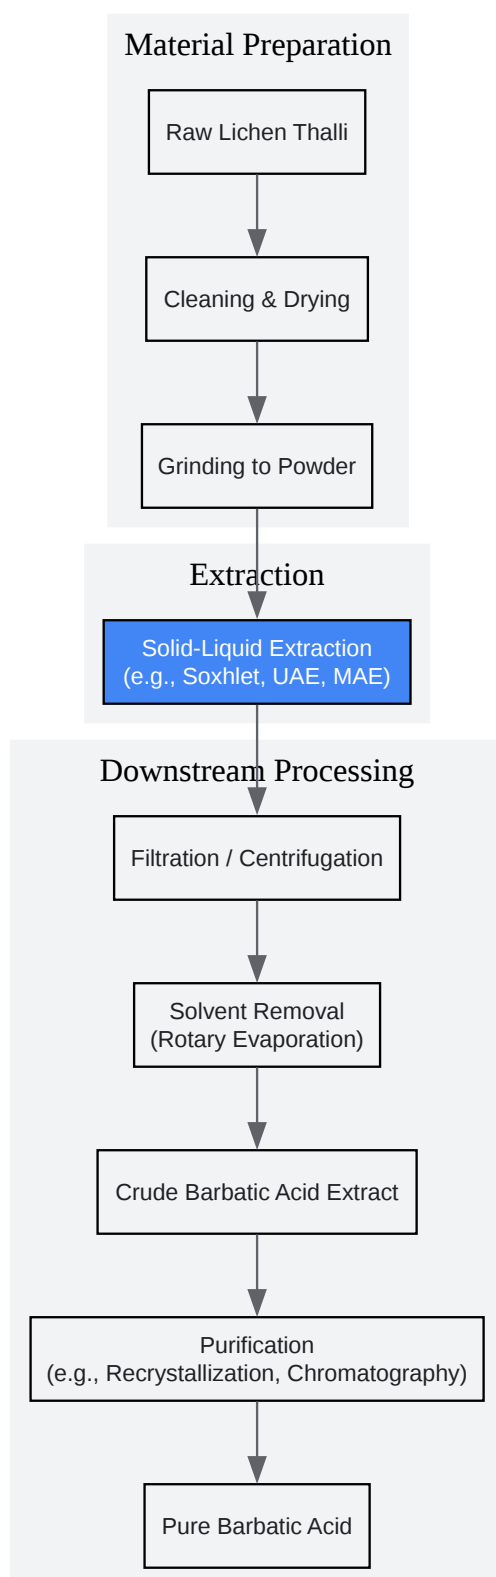 Material Preparation
Raw Lichen Thalli
Cleaning & Drying
Grinding to Powder
Extraction
Solid-Liquid Extraction
(e.g., Soxhlet, UAE, MAE)
Downstream Processing
Filtration / Centrifugation
Solvent Removal
(Rotary Evaporation)
Crude Barbatic Acid Extract
Purification
(e.g., Recrystallization, Chromatography)
Pure Barbatic Acid